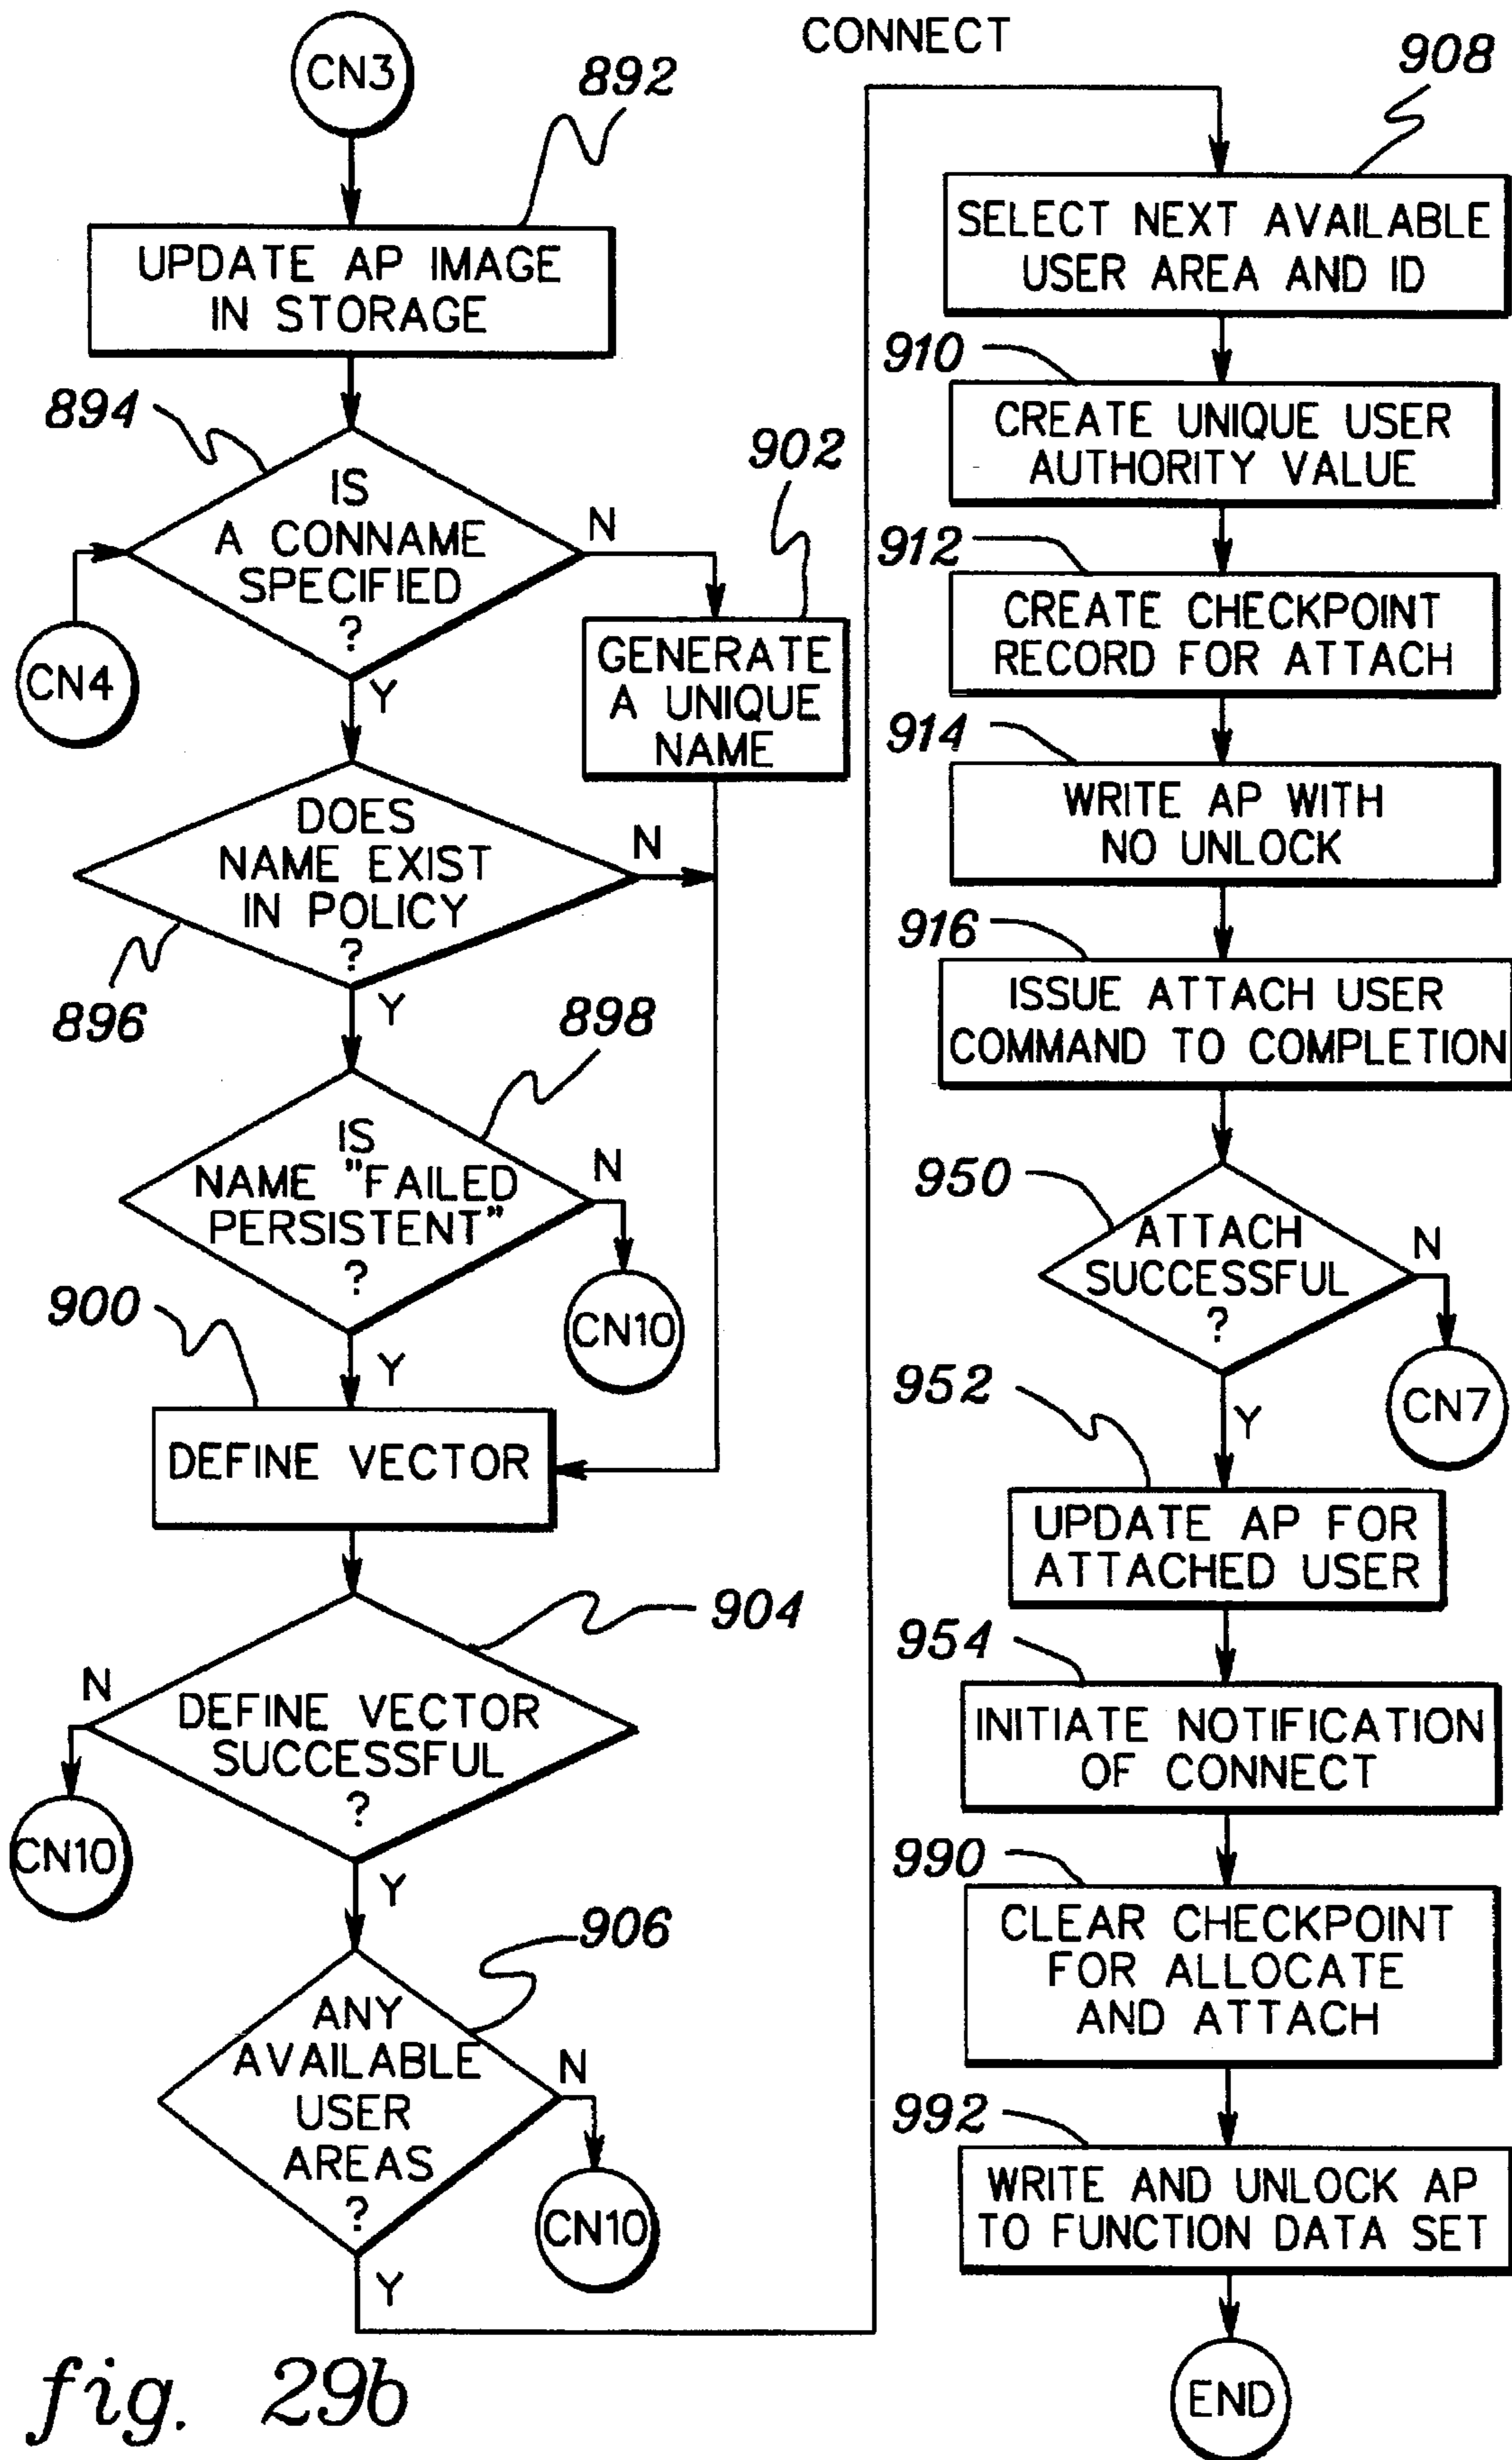 CONNECT
CN3
892
UPDATE AP IMAGE
IN STORAGE
894
IS
A CONNAME
SPECIFIED
?
N
Y
CN4
902
GENERATE
A UNIQUE
NAME
DOES
NAME EXIST
IN POLICY
?
N
Y
896
898
IS
NAME "FAILED
PERSISTENT"
?
N
CN10
Y
900
DEFINE VECTOR
904
N
DEFINE VECTOR
SUCCESSFUL
?
CN10
Y
906
ANY
AVAILABLE
USER
AREAS
?
N
CN10
Y
908
SELECT NEXT AVAILABLE
USER AREA AND ID
910
CREATE UNIQUE USER
AUTHORITY VALUE
912
CREATE CHECKPOINT
RECORD FOR ATTACH
914
WRITE AP WITH
NO UNLOCK
916
ISSUE ATTACH USER
COMMAND TO COMPLETION
950
ATTACH
SUCCESSFUL
?
N
CN7
Y
952
UPDATE AP FOR
ATTACHED USER
954
INITIATE NOTIFICATION
OF CONNECT
990
CLEAR CHECKPOINT
FOR ALLOCATE
AND ATTACH
992
WRITE AND UNLOCK AP
TO FUNCTION DATA SET
END
fig. 29b